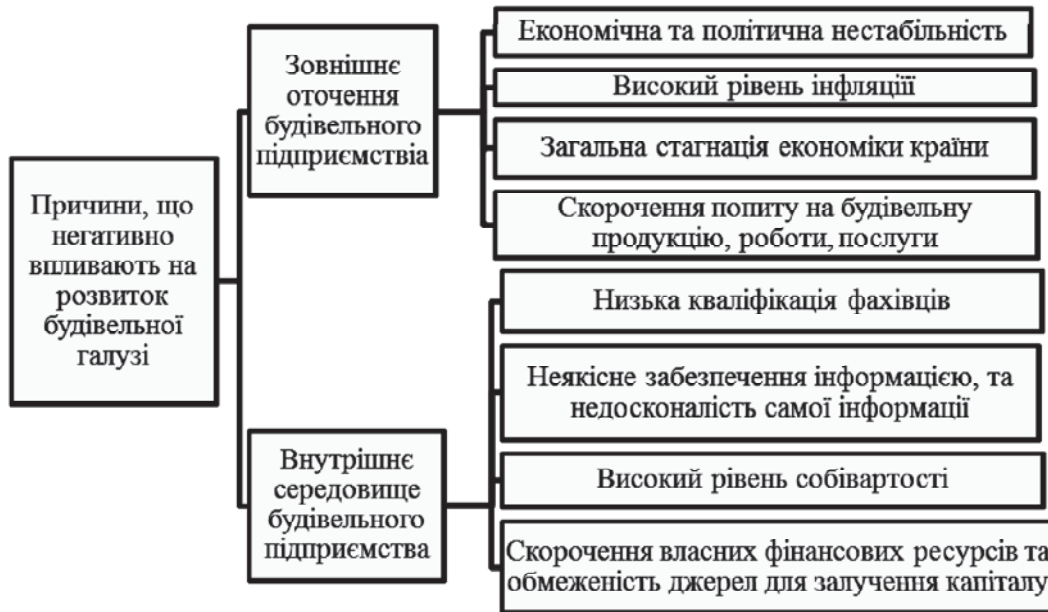 Причини, що
негативно
впливають на
розвиток
будівельної
галузі
Зовнішнє
оточення
будівельного
підприємствіа
Економічна та політична нестабільність
Високий рівень інфляціїї
Загальна стагнація економіки країни
Скорочення попиту на будівельну
продукцію, роботи, послуги
Внутрішнє
середовище
будівельного
підприємства
Низька кваліфікація фахівців
Неякісне забезпечення інформацією, та
недосконалість самої інформації
Високий рівень собівартості
Скорочення власних фінансових ресурсів та
обмеженість джерел для залучення капіталу